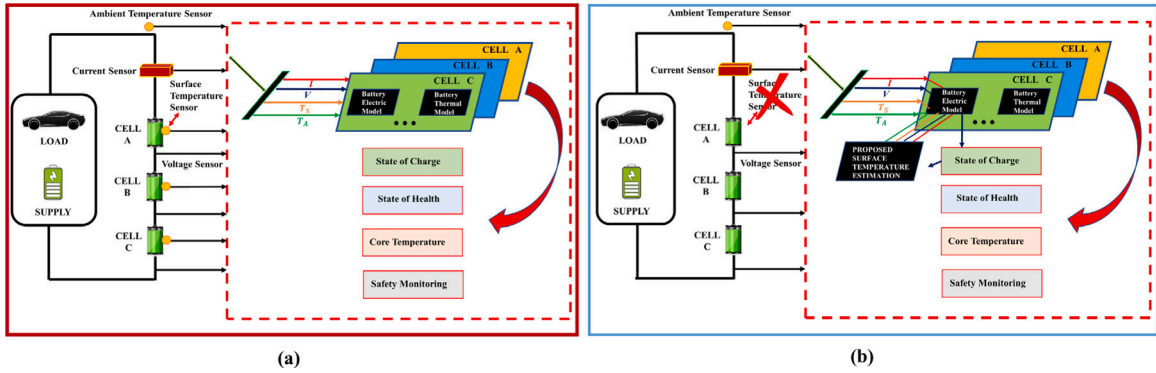 Ambient Temperature Sensor
Current Sensor
Surface
Temperature
Sensor
LOAD
SUPPLY
CELL
A
Voltage Sensor
CELL
B
CELL
C
CELL A
CELL B
CELL C
I
V
T_S
T_A
Battery
Electric
Model
Battery
Thermal
Model
State of Charge
State of Health
Core Temperature
Safety Monitoring
(a)
Ambient Temperature Sensor
Current Sensor
Surface
Temperature
Sensor
LOAD
SUPPLY
CELL
A
Voltage Sensor
CELL
B
CELL
C
CELL A
CELL B
CELL C
I
V
T_S
T_A
Battery
Electric
Model
Battery
Thermal
Model
PROPOSED
SURFACE
TEMPERATURE
ESTIMATION
State of Charge
State of Health
Core Temperature
Safety Monitoring
(b)